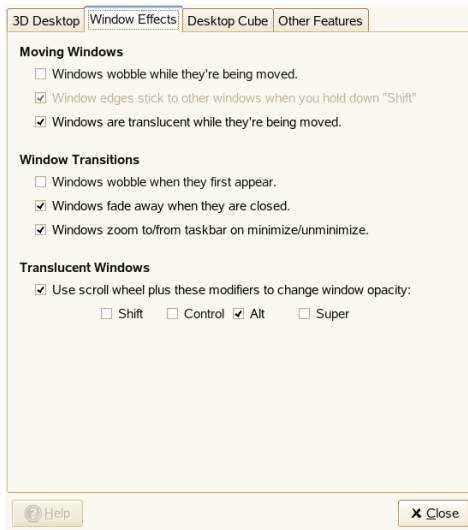 3D Desktop Window Effects Desktop Cube Other Features
Moving Windows
Windows wobble while they're being moved.
Window edges stick to other windows when you hold down "Shift"
Windows are translucent while they're being moved.
Window Transitions
Windows wobble when they first appear.
Windows fade away when they are closed.
Windows zoom to/from taskbar on minimize/unminimize.
Translucent Windows
Use scroll wheel plus these modifiers to change window opacity:
Shift Control Alt Super
Help Close